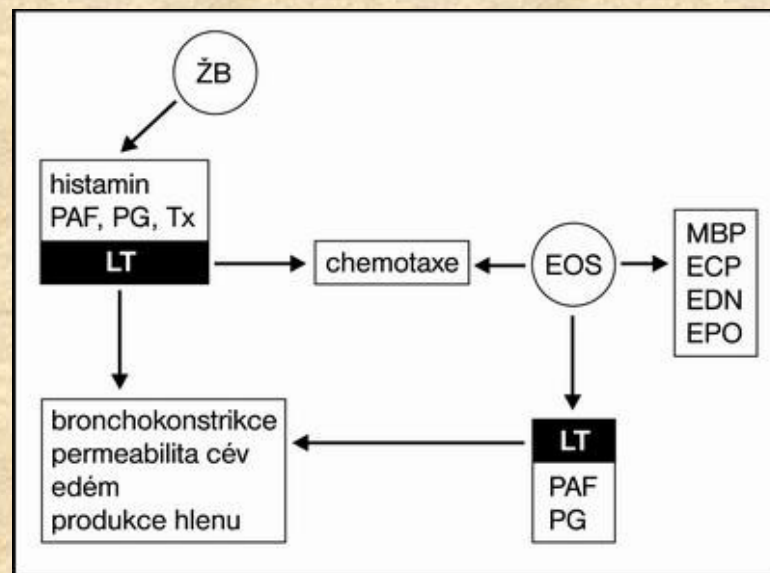 ŽB
histamin
PAF, PG, Tx
LT
chemotaxe
EOS
MBP
ECP
EDN
EPO
bronchokonstrikce
permeabilita cév
edém
produkce hlenu
LT
PAF
PG